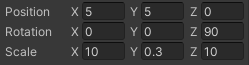 Position X 5 Y 5 Z 0
Rotation X 0 Y 0 Z 90
Scale X 10 Y 0.3 Z 10